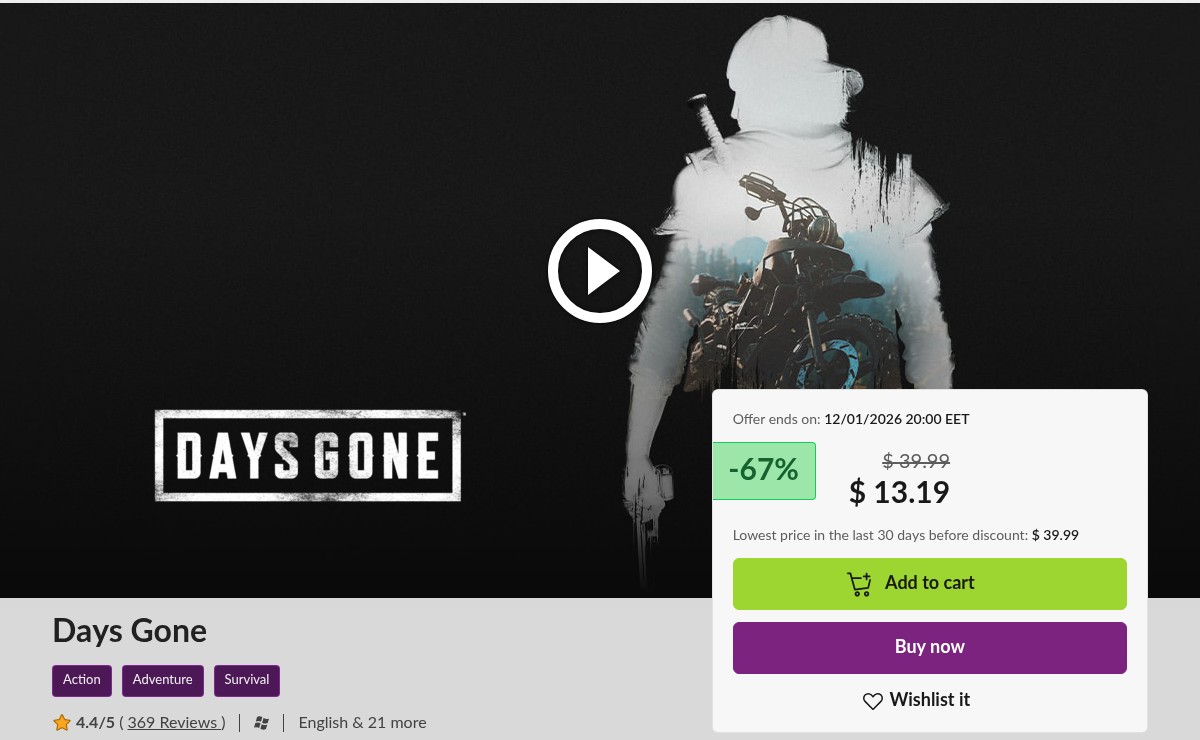 DAYS GONE
Offer ends on: 12/01/2026 20:00 EET
-67%
$ 39.99
$ 13.19
Lowest price in the last 30 days before discount: $ 39.99
Add to cart
Buy now
Wishlist it
Days Gone
Action Adventure Survival
4.4/5 ( 369 Reviews ) English & 21 more